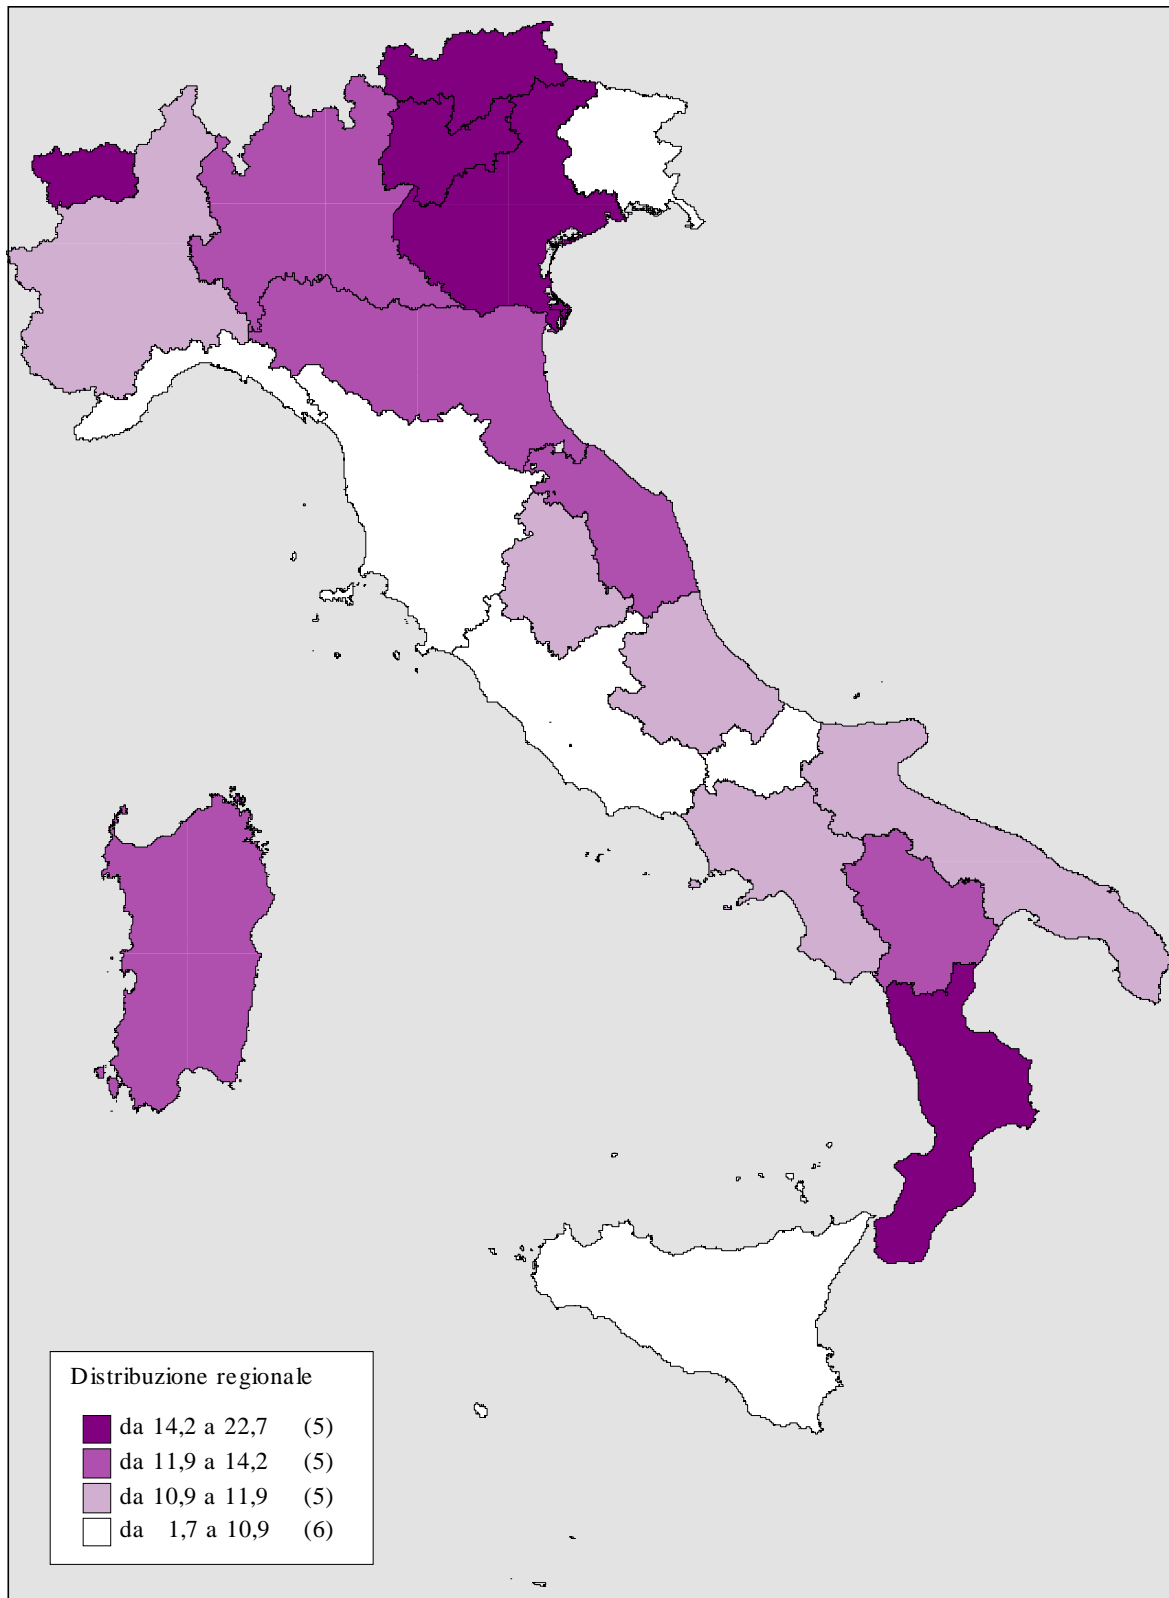 Distribuzione regionale
da 14,2 a 22,7 (5)
da 11,9 a 14,2 (5)
da 10,9 a 11,9 (5)
da 1,7 a 10,9 (6)